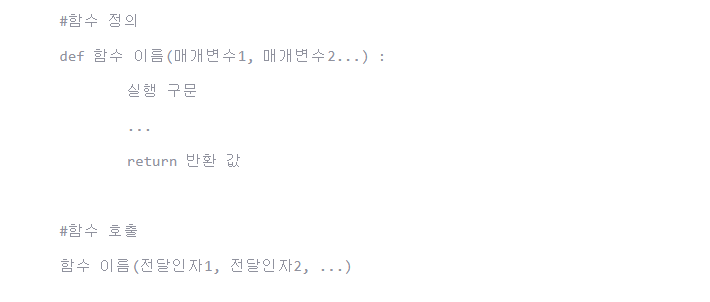 #함수 정의
def 함수 이름(매개변수1, 매개변수2...) :
실행 구문
...
return 반환 값
#함수 호출
함수 이름(전달인자1, 전달인자2, ...)